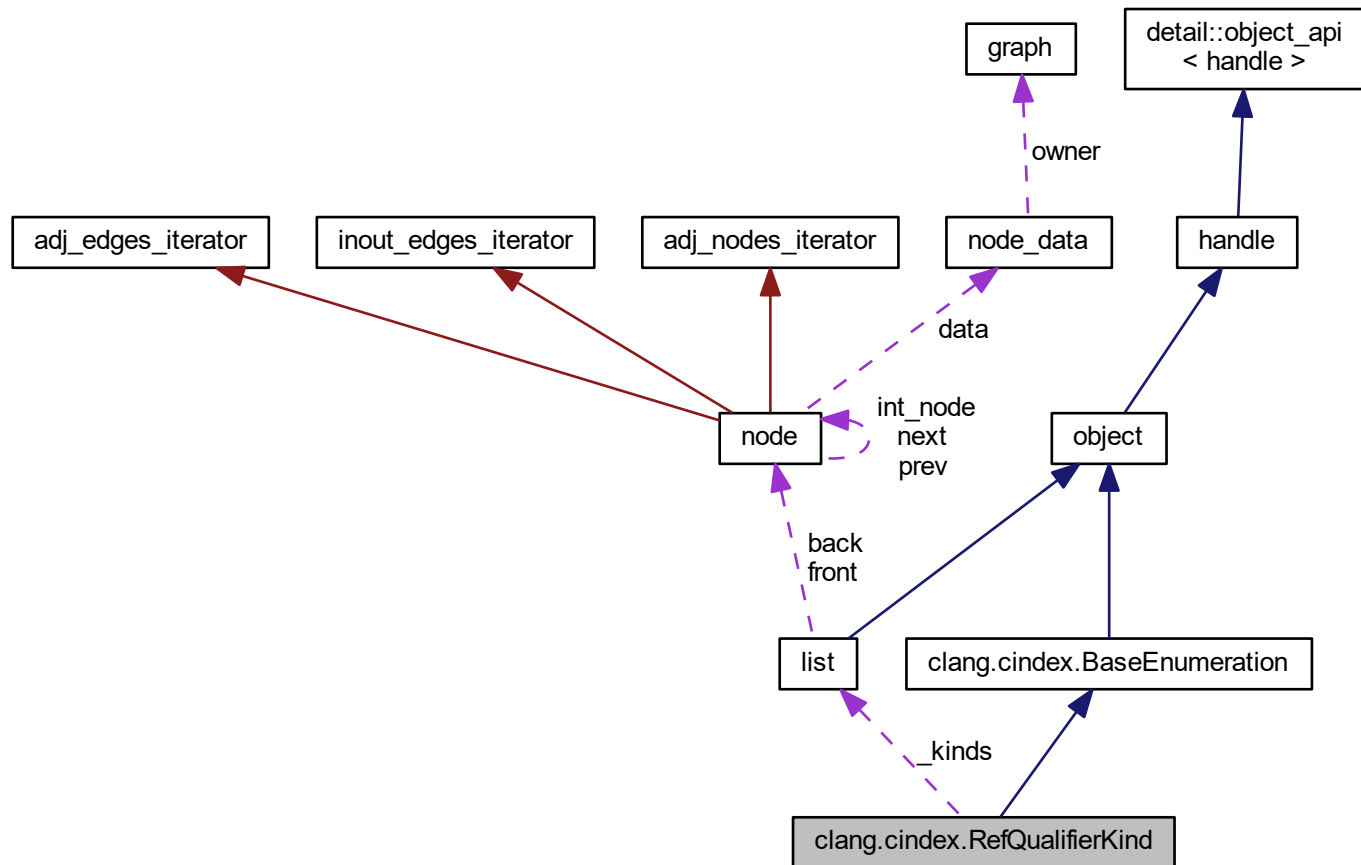 detail::object_api
< handle >
graph
owner
adj_edges_iterator
inout_edges_iterator
adj_nodes_iterator
node_data
handle
data
int_node
next
prev
node
object
back
front
list
clang.cindex.BaseEnumeration
_kinds
clang.cindex.RefQualifierKind